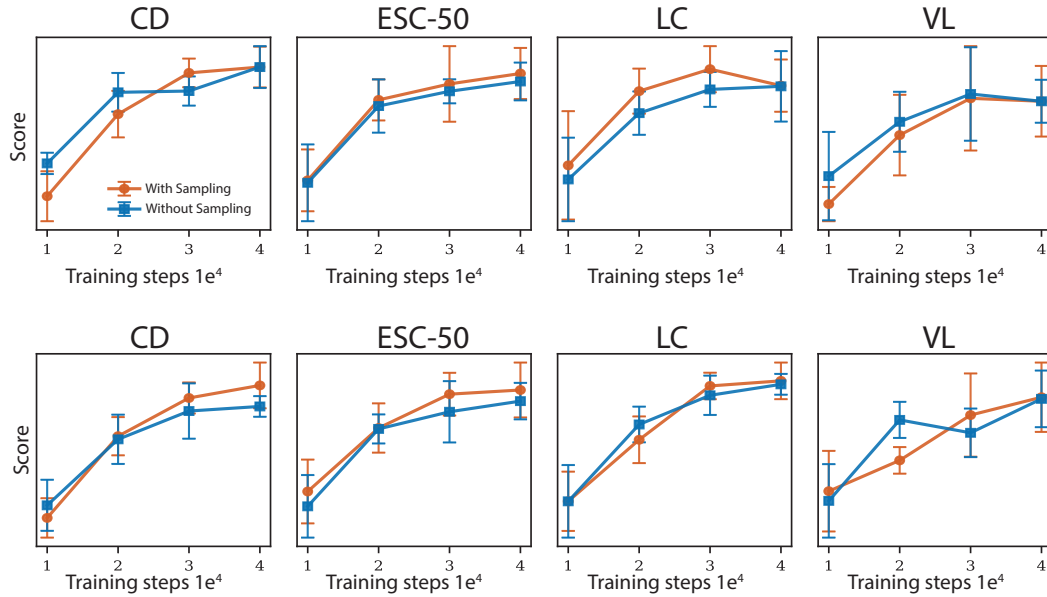 CD ESC-50 LC VL
Score
With Sampling
Without Sampling
1 2 3 4 1 2 3 4 1 2 3 4 1 2 3 4
Training steps 1e⁴ Training steps 1e⁴ Training steps 1e⁴ Training steps 1e⁴
CD ESC-50 LC VL
Score
1 2 3 4 1 2 3 4 1 2 3 4 1 2 3 4
Training steps 1e⁴ Training steps 1e⁴ Training steps 1e⁴ Training steps 1e⁴